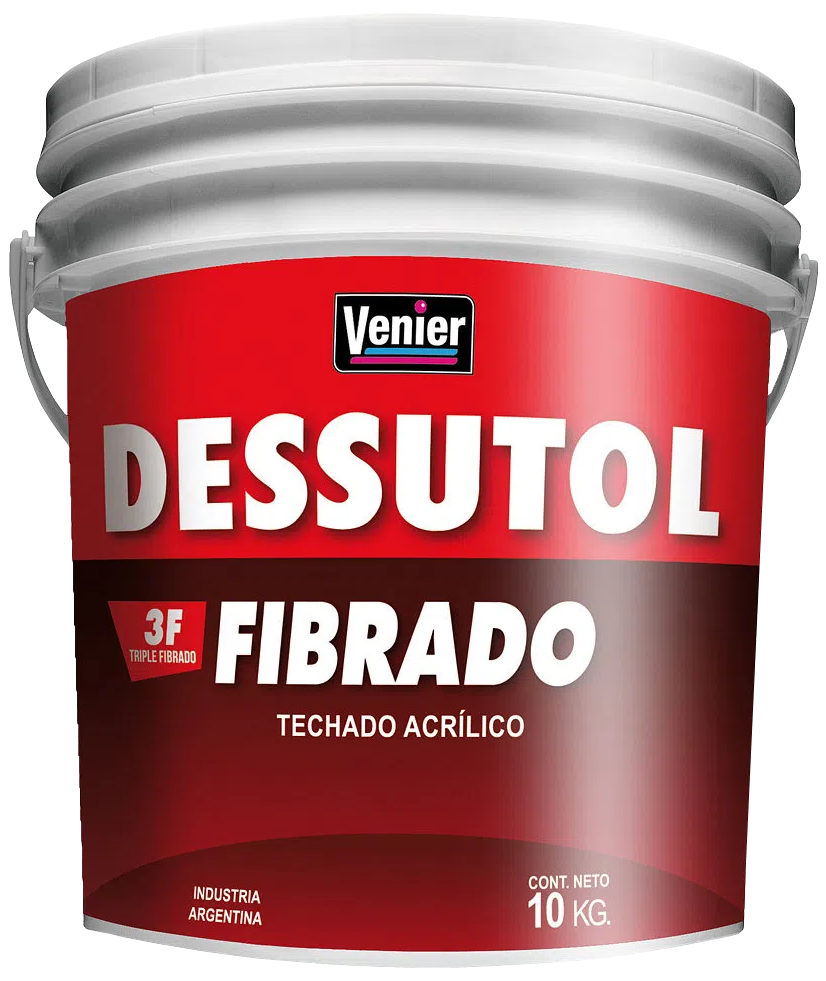 Venier
DESSUTOL
3F
TRIPLE FIBRADO
FIBRADO
TECHADO ACRÍLICO
INDUSTRIA
ARGENTINA
CONT. NETO
10 KG.